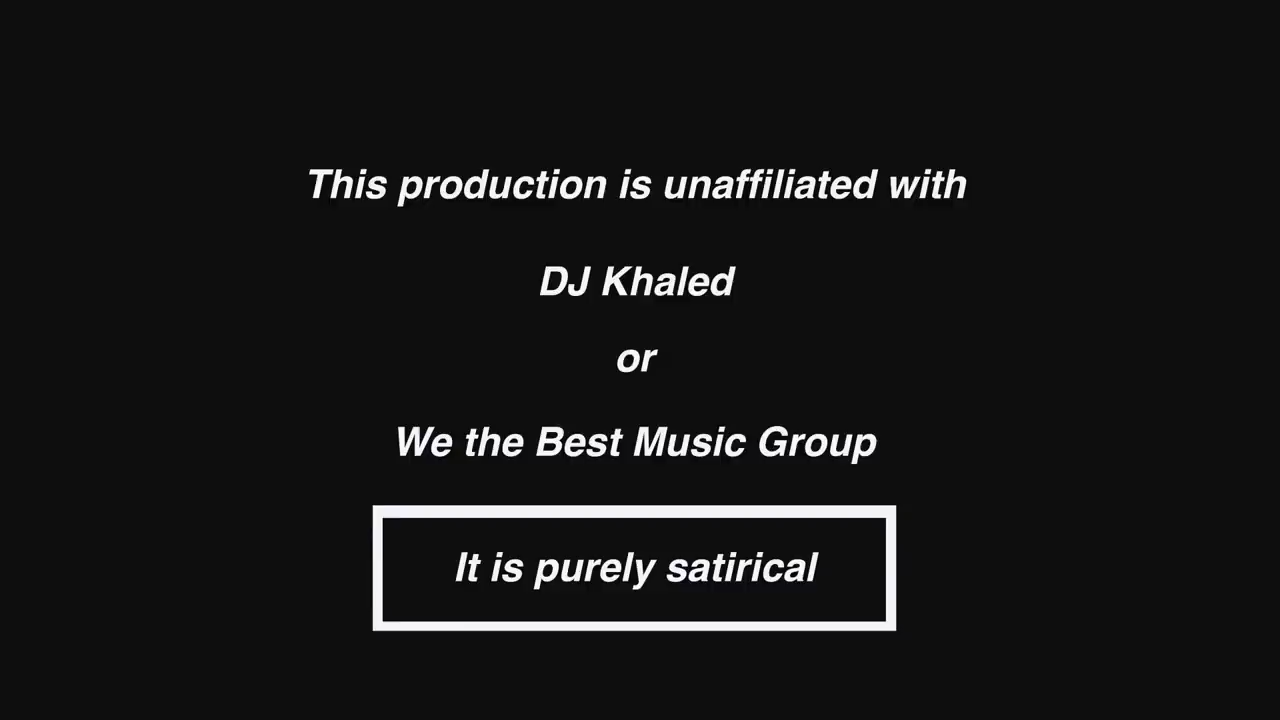 This production is unaffiliated with
DJ Khaled
or
We the Best Music Group
It is purely satirical